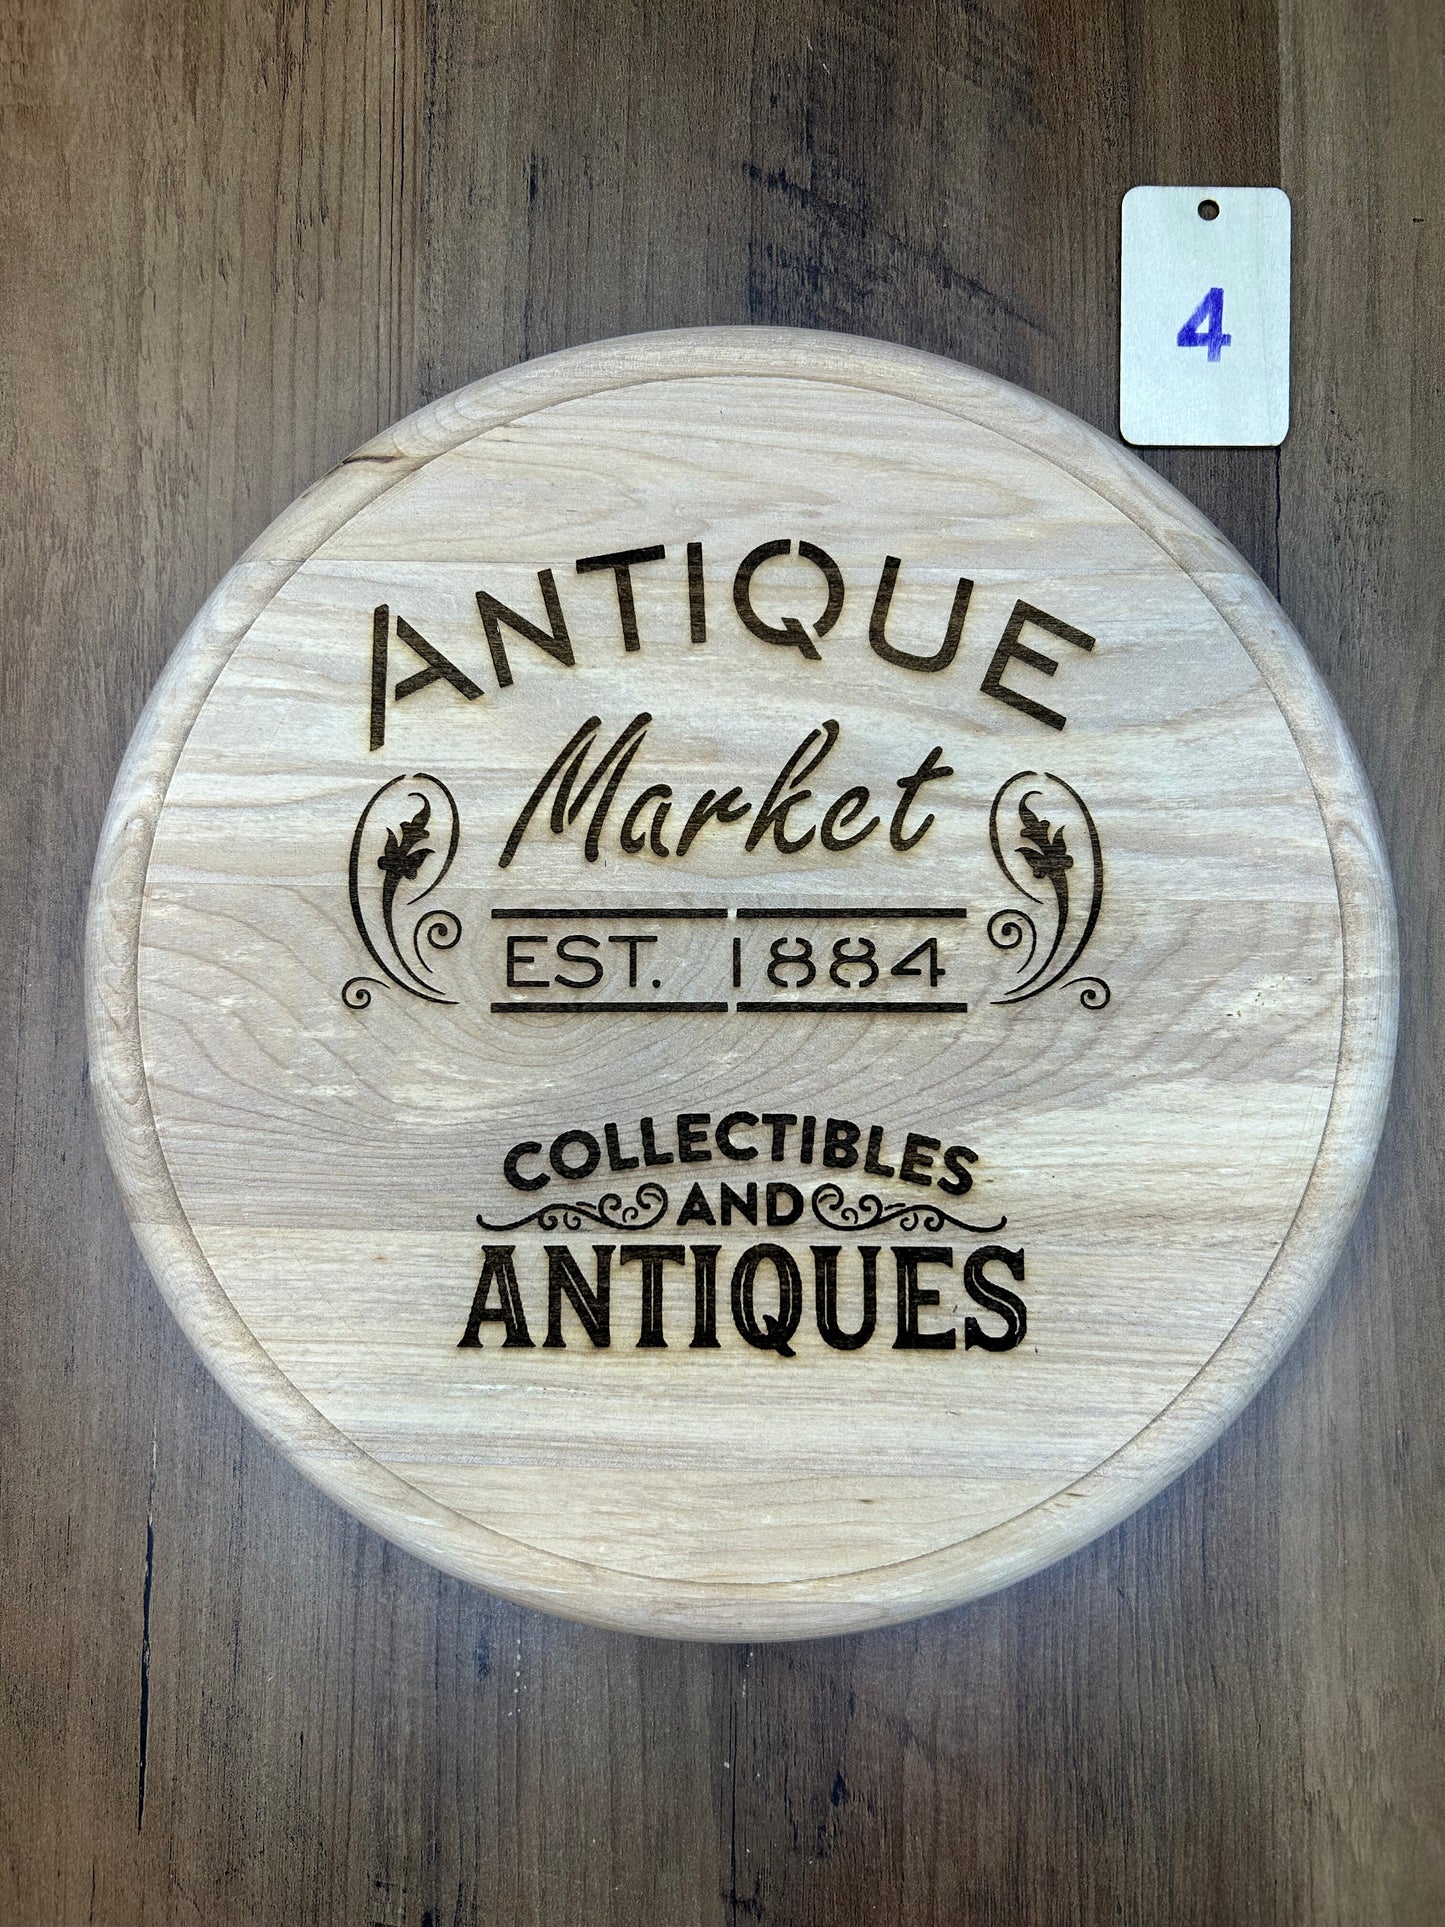 4
ANTIQUE
Market
EST. 1884
COLLECTIBLES
AND
ANTIQUES